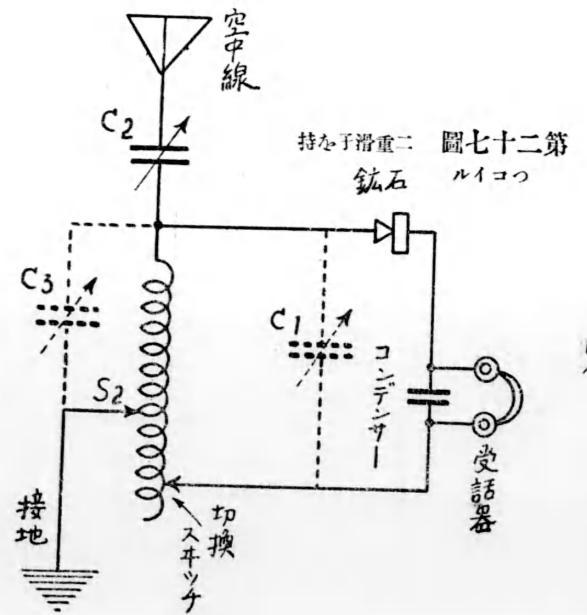 空中線
C2
第二十七圖
二重滑子を持
つコイル
鉱石
C3
C1
S2
コンデンサー
受話器
接地
切換
スヰツチ